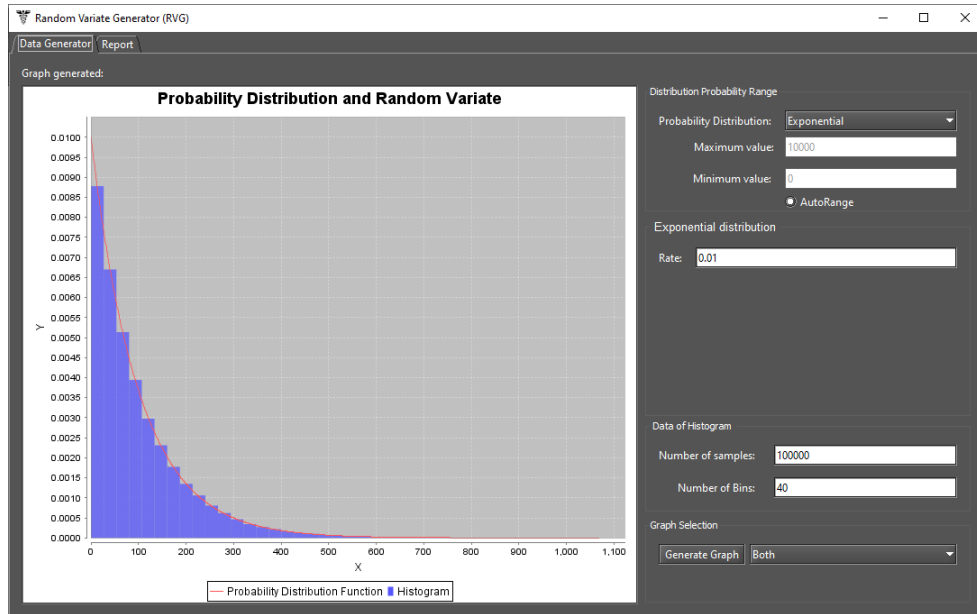 Random Variate Generator (RVG)
Data Generator Report
Graph generated:
Probability Distribution and Random Variate
0.0100
0.0095
0.0090
0.0085
0.0080
0.0075
0.0070
0.0065
0.0060
0.0055
0.0050
0.0045
0.0040
0.0035
0.0030
0.0025
0.0020
0.0015
0.0010
0.0005
0.0000
Y
0 100 200 300 400 500 600 700 800 900 1,000 1,100
X
Probability Distribution Function Histogram
Distribution Probability Range
Probability Distribution: Exponential
Maximum value: 10000
Minimum value: 0
AutoRange
Exponential distribution
Rate: 0.01
Data of Histogram
Number of samples: 100000
Number of Bins: 40
Graph Selection
Generate Graph Both